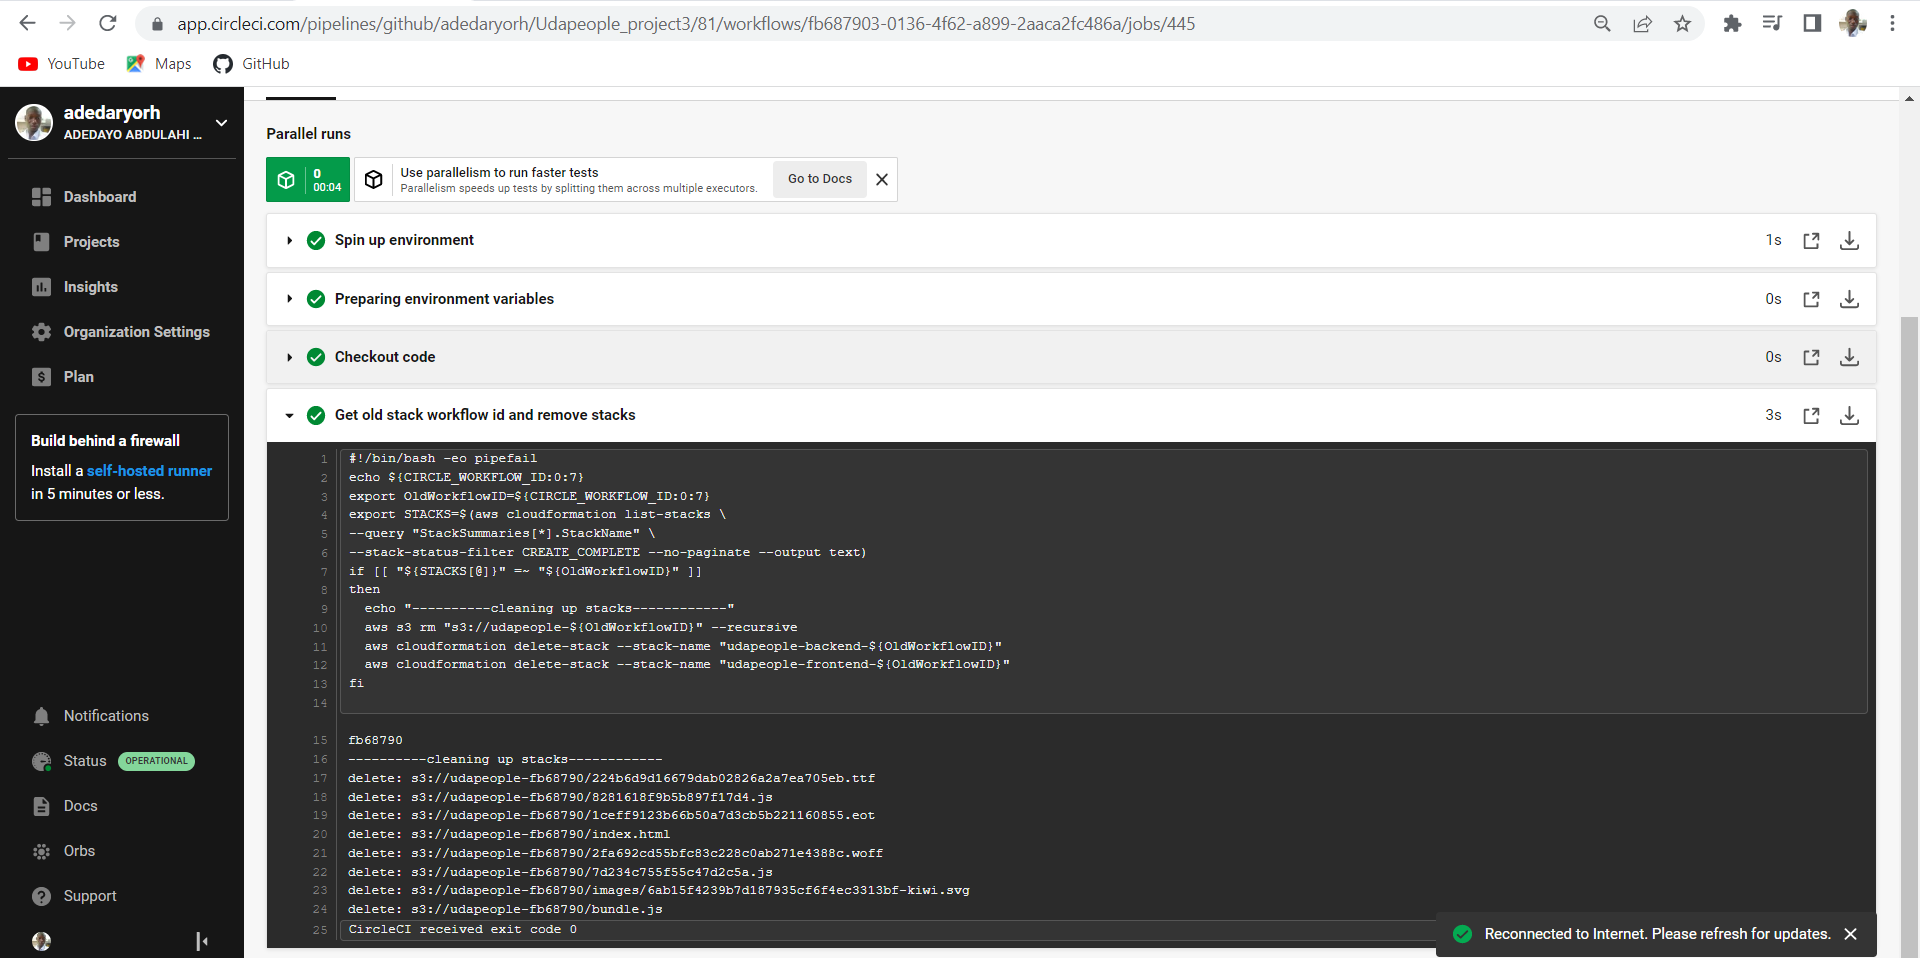 app.circleci.com/pipelines/github/adedaryorh/Udapeople_project3/81/workflows/fb687903-0136-4f62-a899-2aaca2fc486a/jobs/445
YouTube
Maps
GitHub
adedaryorh
ADEDAYO ABDULAHI ...
Dashboard
Projects
Insights
Organization Settings
Plan
Build behind a firewall
Install a self-hosted runner
in 5 minutes or less.
Notifications
Status OPERATIONAL
Docs
Orbs
Support
Parallel runs
0
00:04
Use parallelism to run faster tests
Parallelism speeds up tests by splitting them across multiple executors.
Go to Docs
Spin up environment 1s
Preparing environment variables 0s
Checkout code 0s
Get old stack workflow id and remove stacks 3s
1 #!/bin/bash -eo pipefail
2 echo ${CIRCLE_WORKFLOW_ID:0:7}
3 export OldWorkflowID=${CIRCLE_WORKFLOW_ID:0:7}
4 export STACKS=$(aws cloudformation list-stacks \
5 --query "StackSummaries[*].StackName" \
6 --stack-status-filter CREATE_COMPLETE --no-paginate --output text)
7 if [[ "${STACKS[@]}" =~ "${OldWorkflowID}" ]]
8 then
9   echo "----------cleaning up stacks------------"
10   aws s3 rm "s3://udapeople-${OldWorkflowID}" --recursive
11   aws cloudformation delete-stack --stack-name "udapeople-backend-${OldWorkflowID}"
12   aws cloudformation delete-stack --stack-name "udapeople-frontend-${OldWorkflowID}"
13 fi
14
15 fb68790
16 ----------cleaning up stacks------------
17 delete: s3://udapeople-fb68790/224b6d9d16679dab02826a2a7ea705eb.ttf
18 delete: s3://udapeople-fb68790/8281618f9b5b897f17d4.js
19 delete: s3://udapeople-fb68790/1ceff9123b66b50a7d3cb5b221160855.eot
20 delete: s3://udapeople-fb68790/index.html
21 delete: s3://udapeople-fb68790/2fa692cd55bfc83c228c0ab271e4388c.woff
22 delete: s3://udapeople-fb68790/7d234c755f55c47d2c5a.js
23 delete: s3://udapeople-fb68790/images/6ab15f4239b7d187935cf6f4ec3313bf-kiwi.svg
24 delete: s3://udapeople-fb68790/bundle.js
25 CircleCI received exit code 0
Reconnected to Internet. Please refresh for updates.